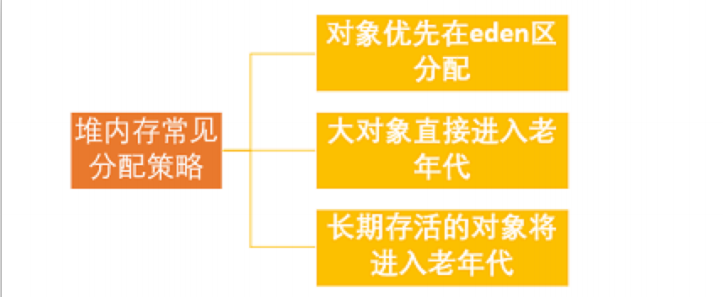 对象优先在eden区
分配
堆内存常见
分配策略
大对象直接进入老
年代
长期存活的对象将
进入老年代